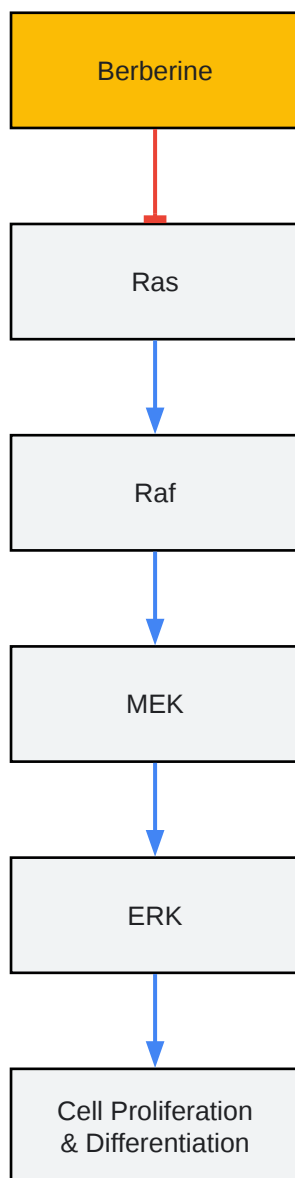 Berberine
Ras
Raf
MEK
ERK
Cell Proliferation
& Differentiation